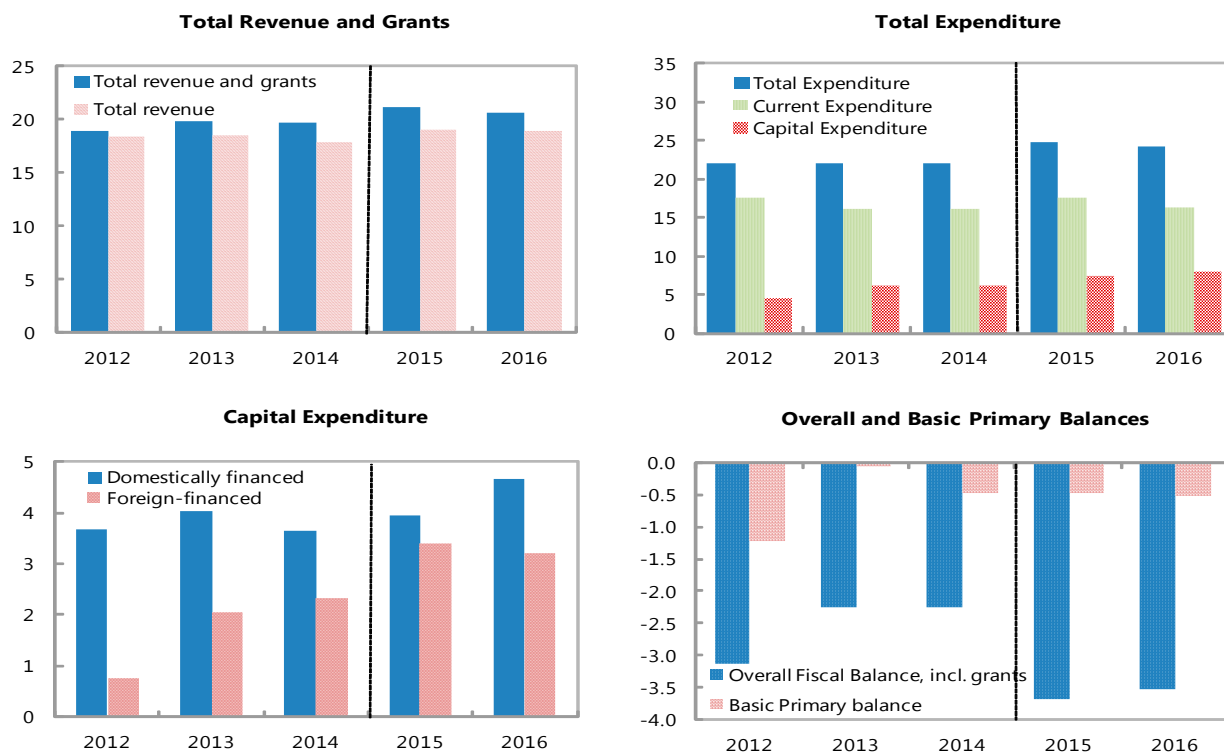 Total Revenue and Grants
25
20
15
10
5
0
Total revenue and grants
Total revenue
2012 2013 2014 2015 2016
Total Expenditure
35
30
25
20
15
10
5
0
Total Expenditure
Current Expenditure
Capital Expenditure
2012 2013 2014 2015 2016
Capital Expenditure
5
4
3
2
1
0
Domestically financed
Foreign-financed
2012 2013 2014 2015 2016
Overall and Basic Primary Balances
0.0
-0.5
-1.0
-1.5
-2.0
-2.5
-3.0
-3.5
-4.0
Overall Fiscal Balance, incl. grants
Basic Primary balance
2012 2013 2014 2015 2016